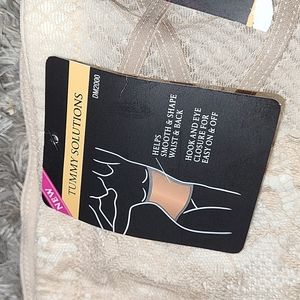 NEW
TUMMY SOLUTIONS
DM2000
HELPS
SMOOTH & SHAPE
WAIST & BACK
HOOK AND EYE
CLOSURE FOR
EASY ON & OFF